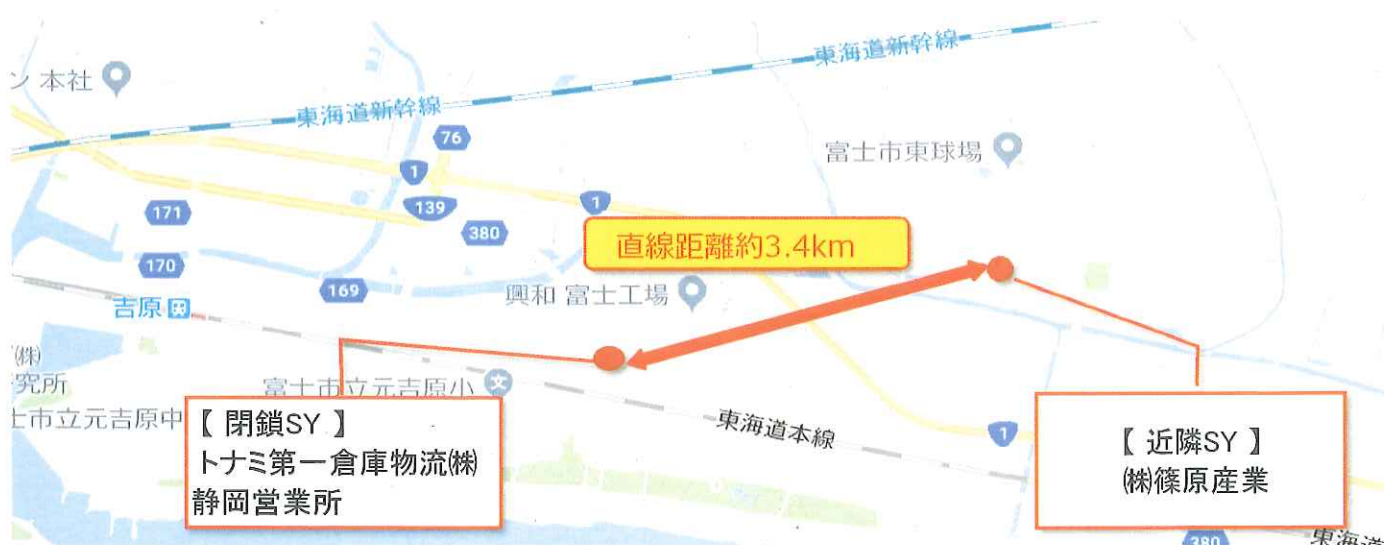 東海道新幹線
ン 本社
東海道新幹線
76
富士市東球場
1
139
1
171
380
直線距離約3.4km
170
169
興和 富士工場
吉原
(株)
究所
富士市立元吉原小
文
士市立元吉原中
【 閉鎖SY 】
トナミ第一倉庫物流㈱
静岡営業所
東海道本線
1
【 近隣SY 】
㈱篠原産業
380
東海道